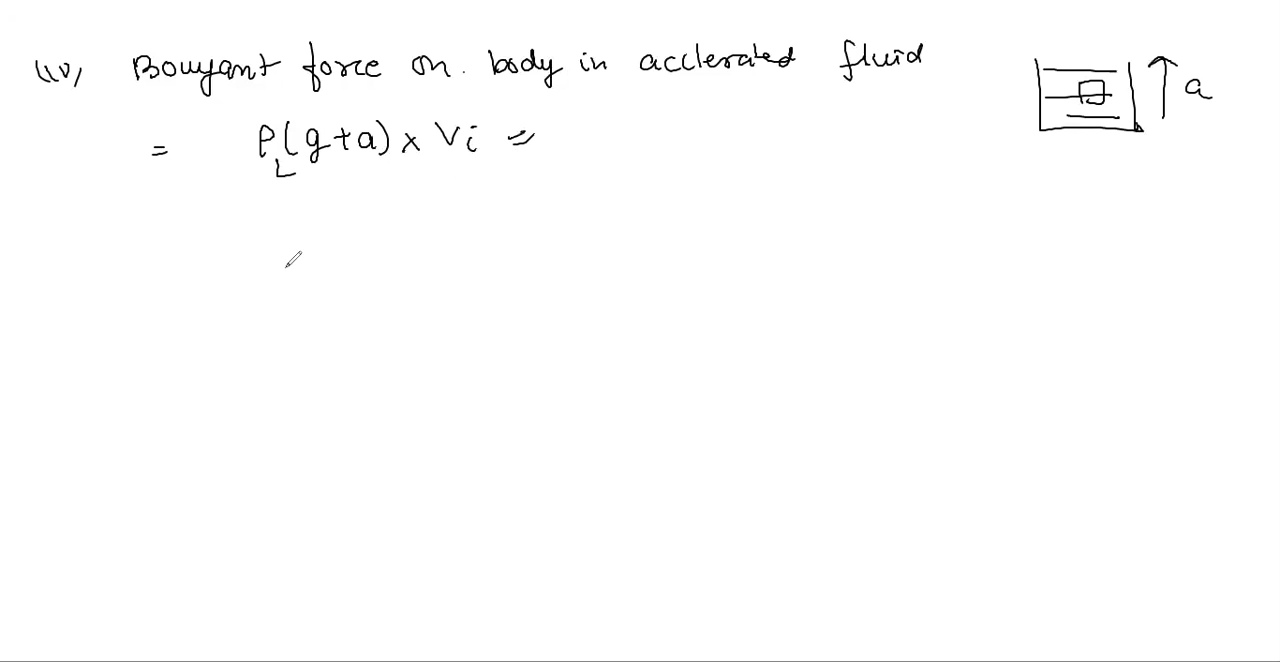 (iv) Bouyant force on. body in acclerated fluid
a
= ρL(g+a) × Vi =